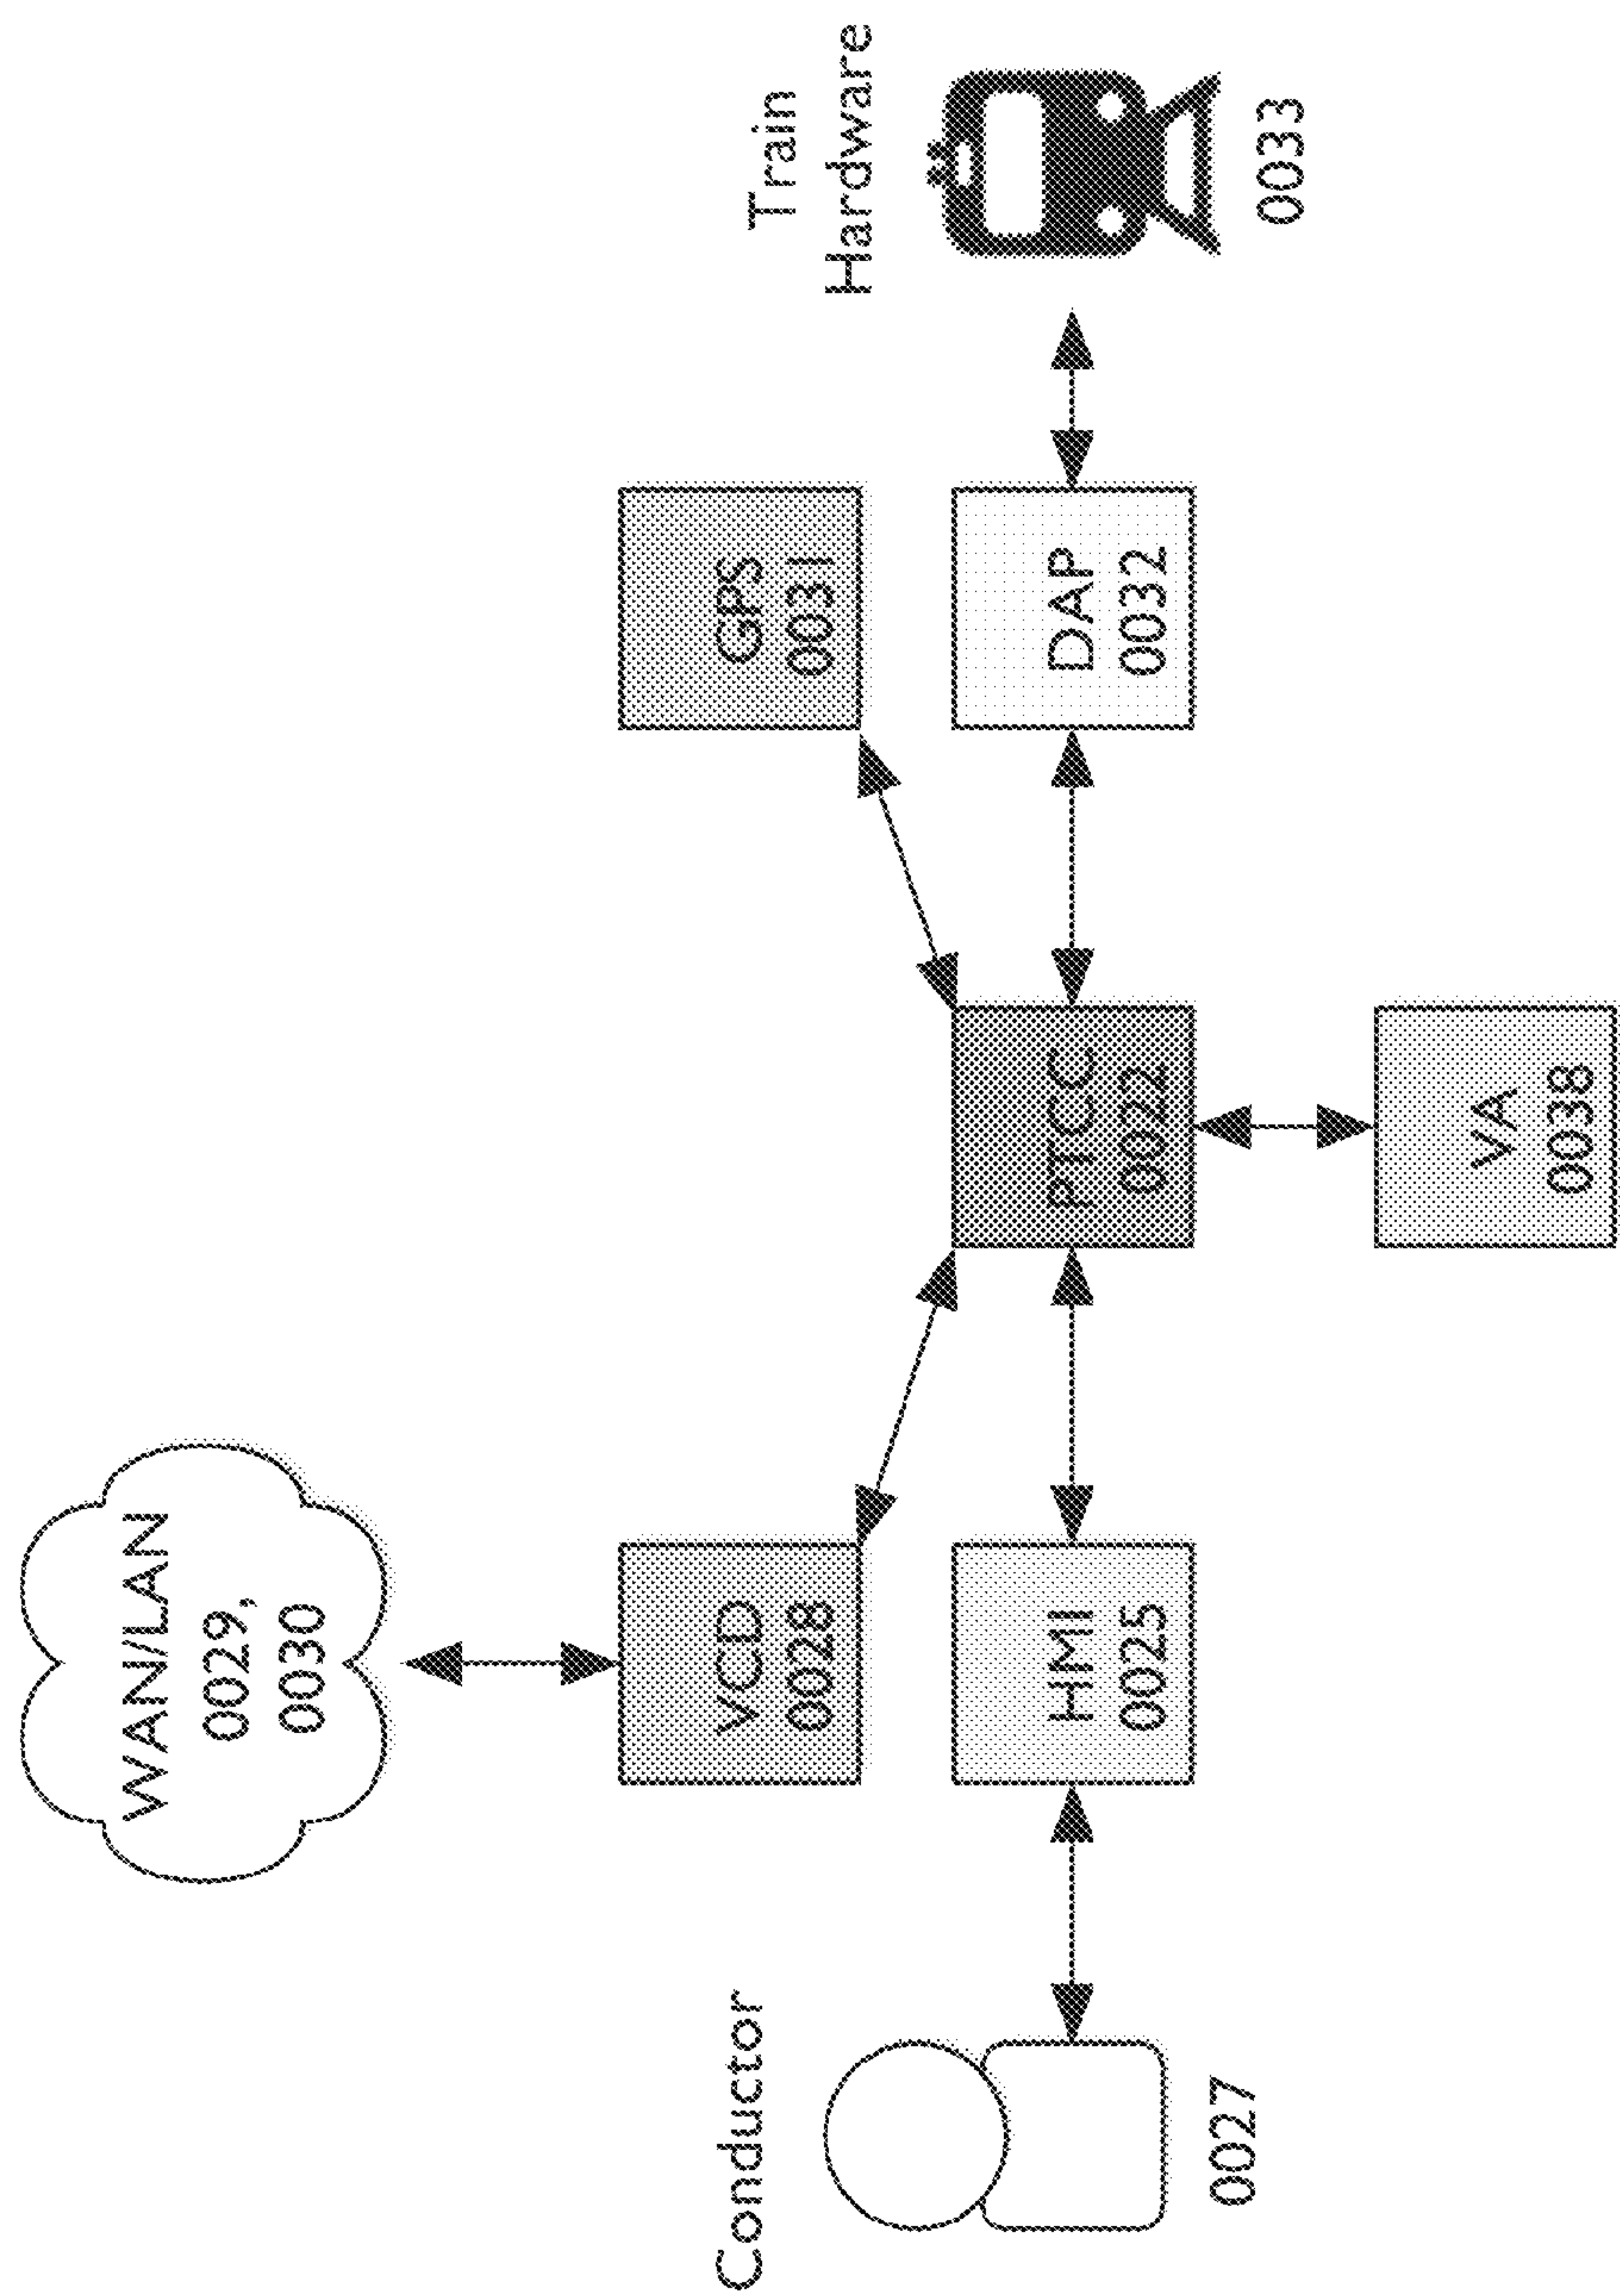 WAN/LAN
0029,
0030
Conductor
0027
VCD
0028
HMI
0025
PTCC
0022
VA
0038
GPS
0031
DAP
0032
Train
Hardware
0033